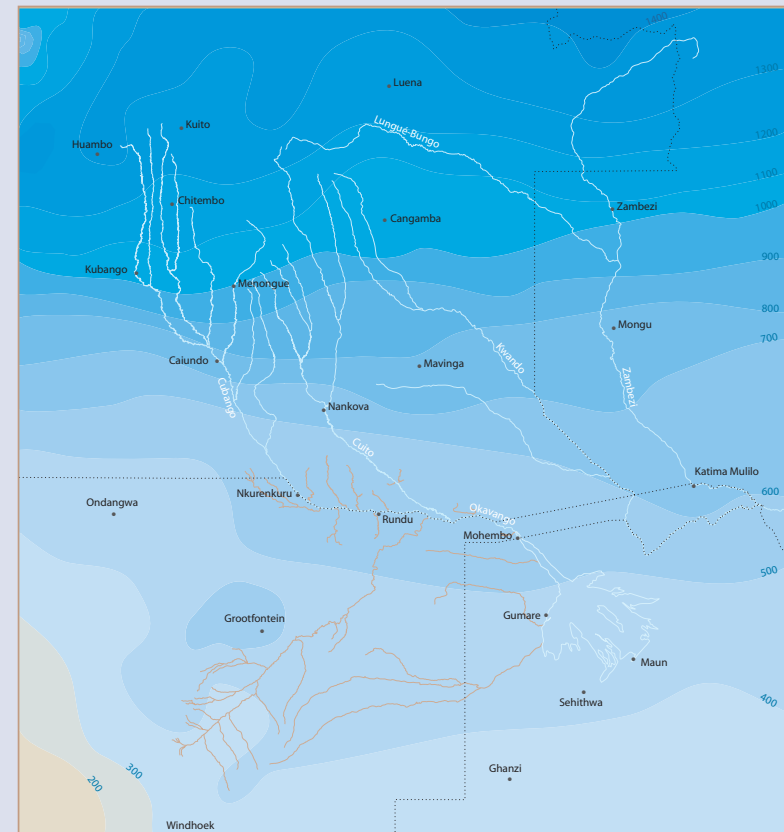 1400
1300
Luena
Lungué-Bungo
Kuito
1200
Huambo
1100
Chitembo
Zambezi
1000
Cangamba
900
Kubango
Menongue
800
Mongu
700
Caiundo
Mavinga
Kwando
Zambezi
Cubango
Nankova
Cuito
Katima Mulilo
600
Nkurenkuru
Ondangwa
Okavango
Rundu
Mohembo
500
Grootfontein
Gumare
Maun
Sehithwa
400
Ghanzi
300
200
Windhoek